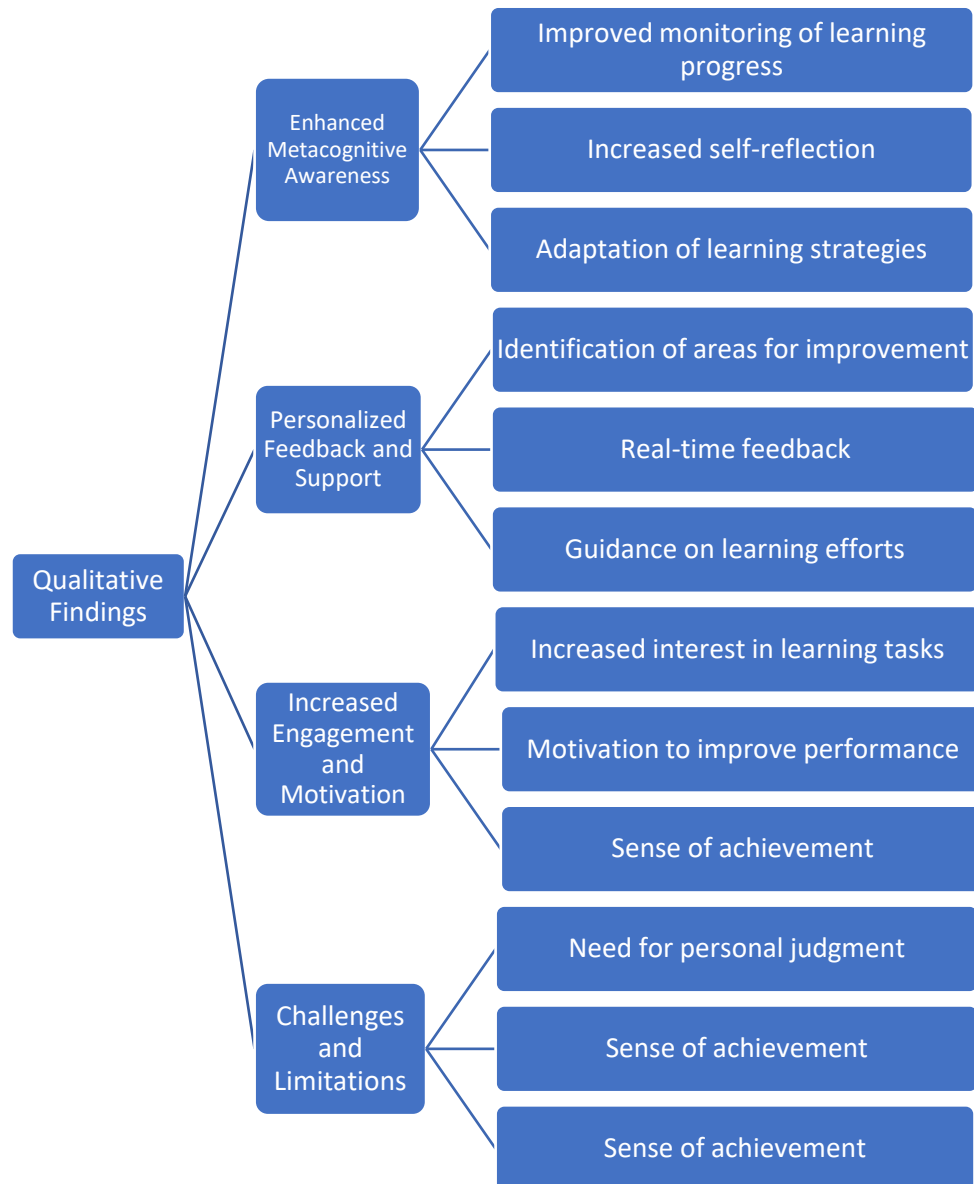 Qualitative
Findings
Enhanced
Metacognitive
Awareness
Improved monitoring of learning
progress
Increased self-reflection
Adaptation of learning strategies
Personalized
Feedback and
Support
Identification of areas for improvement
Real-time feedback
Guidance on learning efforts
Increased
Engagement
and
Motivation
Increased interest in learning tasks
Motivation to improve performance
Sense of achievement
Challenges
and
Limitations
Need for personal judgment
Sense of achievement
Sense of achievement